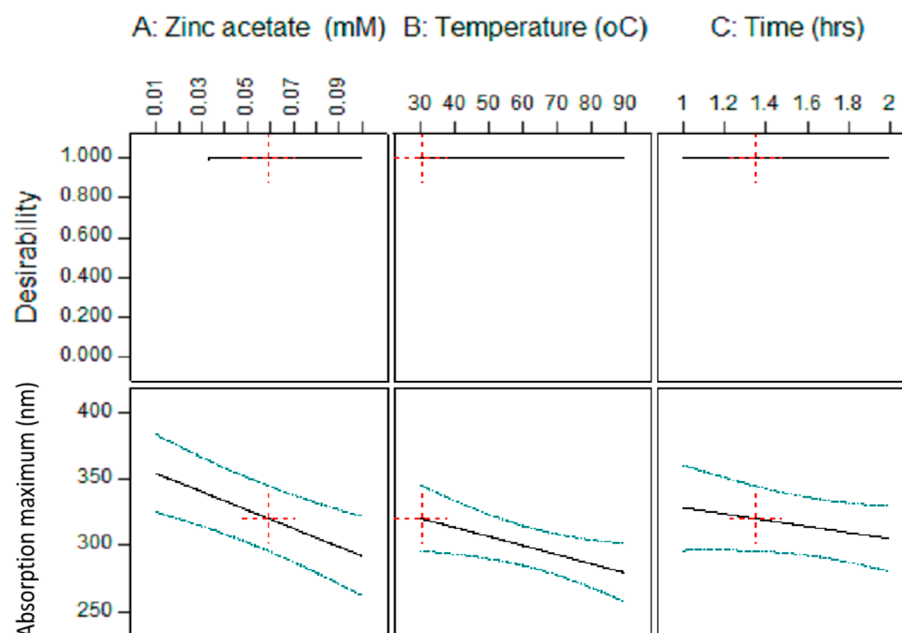 A: Zinc acetate (mM) B: Temperature (oC) C: Time (hrs)
0.01 0.03 0.05 0.07 0.09 30 40 50 60 70 80 90 1 1.2 1.4 1.6 1.8 2
Desirability
1.000
0.800
0.600
0.400
0.200
0.000
Absorption maximum (nm)
400
350
300
250